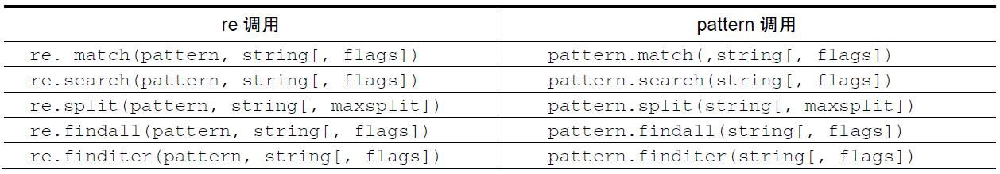 re 调用 pattern 调用
re. match(pattern, string[, flags]) pattern.match(,string[, flags])
re.search(pattern, string[, flags]) pattern.search(string[, flags])
re.split(pattern, string[, maxsplit]) pattern.split(string[, maxsplit])
re.findall(pattern, string[, flags]) pattern.findall(string[, flags])
re.finditer(pattern, string[, flags]) pattern.finditer(string[, flags])